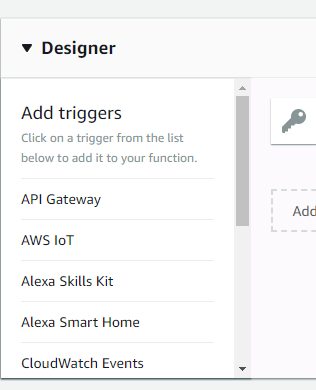 Designer
Add triggers
Click on a trigger from the list
below to add it to your function.
API Gateway
AWS IoT
Alexa Skills Kit
Alexa Smart Home
CloudWatch Events
Add